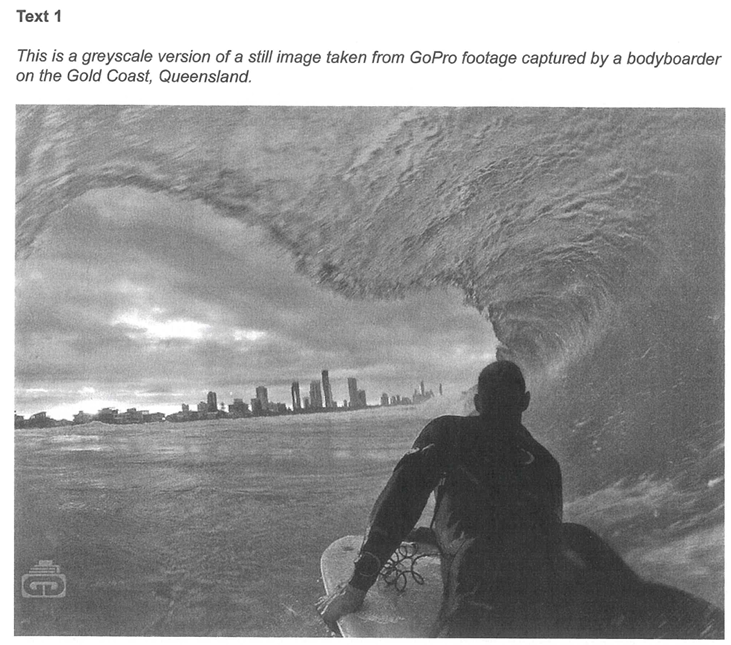 Text 1
This is a greyscale version of a still image taken from GoPro footage captured by a bodyboarder
on the Gold Coast, Queensland.